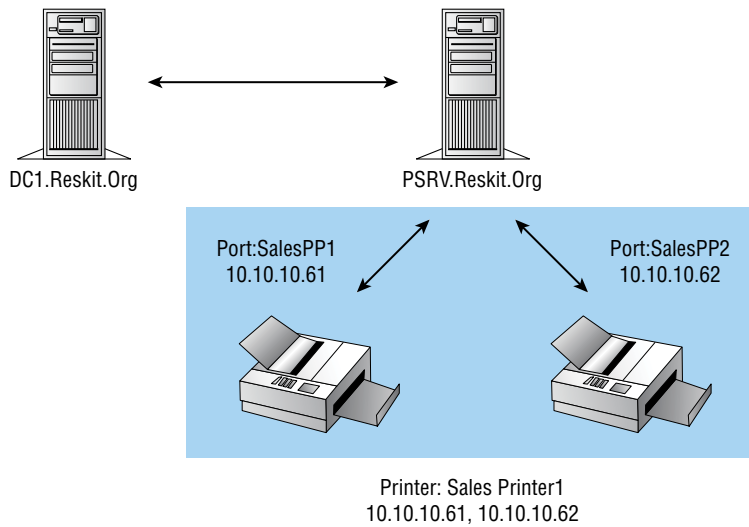 DC1.Reskit.Org
PSRV.Reskit.Org
Port:SalesPP1
10.10.10.61
Port:SalesPP2
10.10.10.62
Printer: Sales Printer1
10.10.10.61, 10.10.10.62